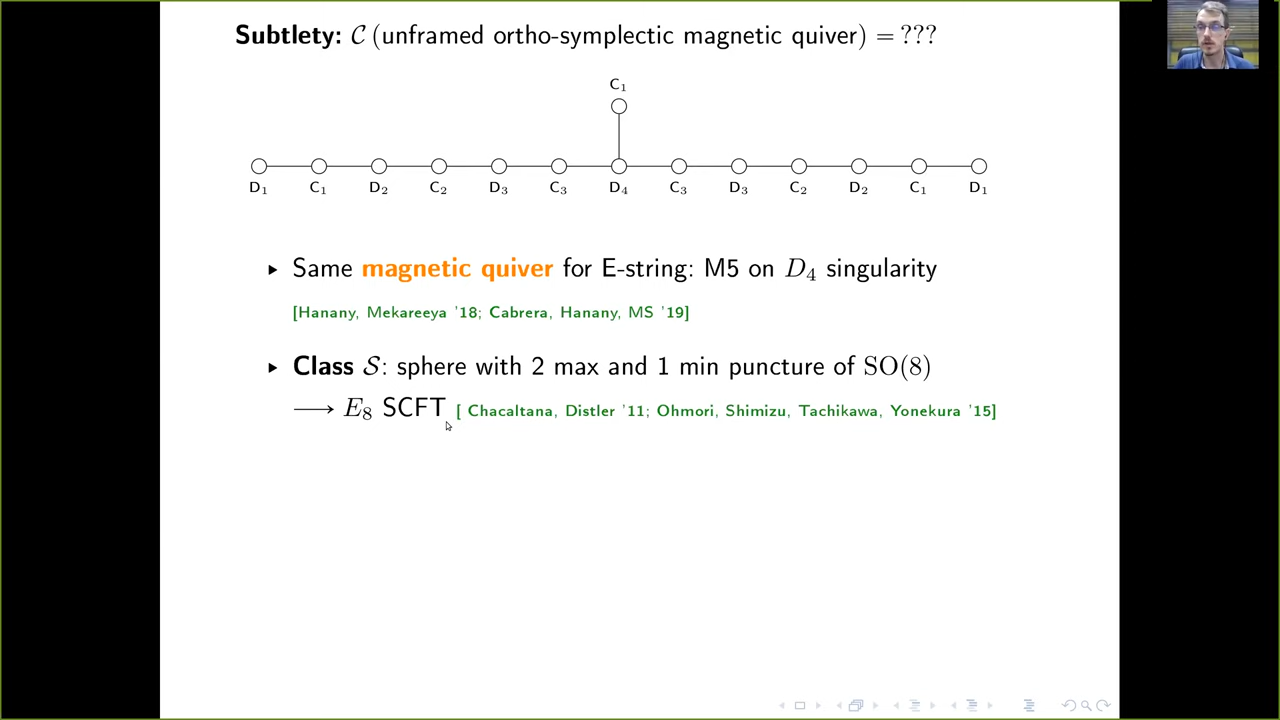 Subtlety: 𝒞 (unframed ortho-symplectic magnetic quiver) = ???
C₁
D₁ C₁ D₂ C₂ D₃ C₃ D₄ C₃ D₃ C₂ D₂ C₁ D₁
▸ Same magnetic quiver for E-string: M5 on D₄ singularity
[Hanany, Mekareeya '18; Cabrera, Hanany, MS '19]
▸ Class 𝒮: sphere with 2 max and 1 min puncture of SO(8)
⟶ E₈ SCFT [ Chacaltana, Distler '11; Ohmori, Shimizu, Tachikawa, Yonekura '15]